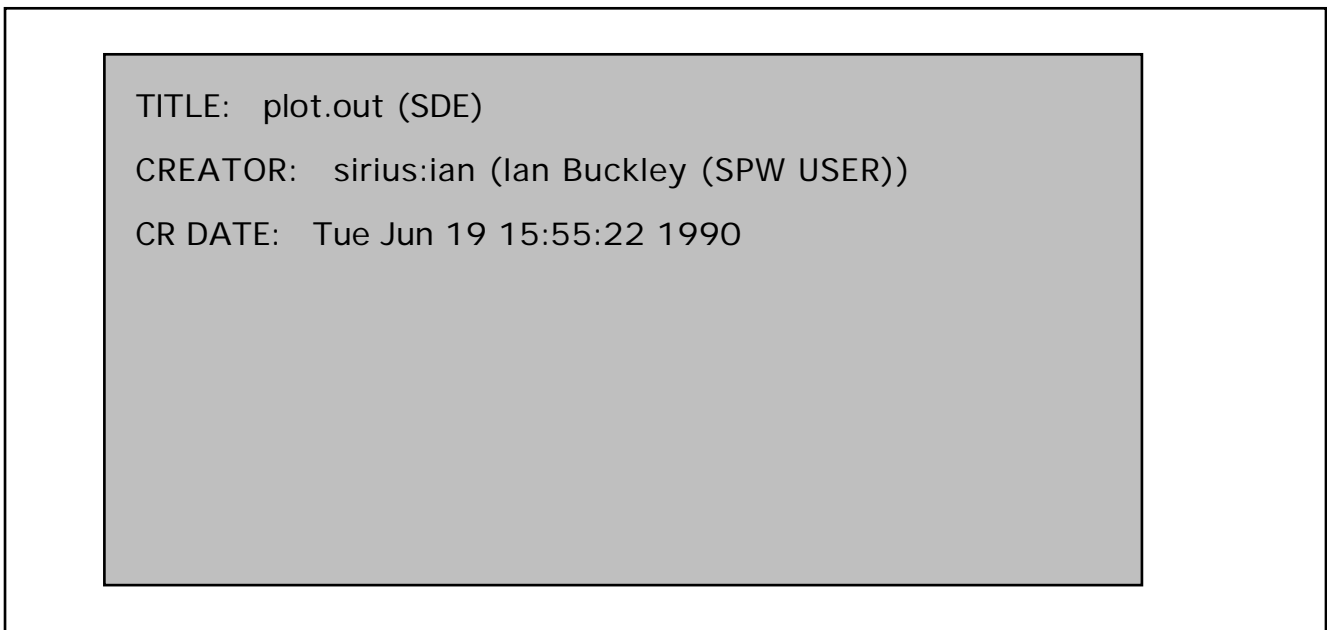 TITLE: plot.out (SDE)
CREATOR: sirius:ian (Ian Buckley (SPW USER))
CR DATE: Tue Jun 19 15:55:22 1990